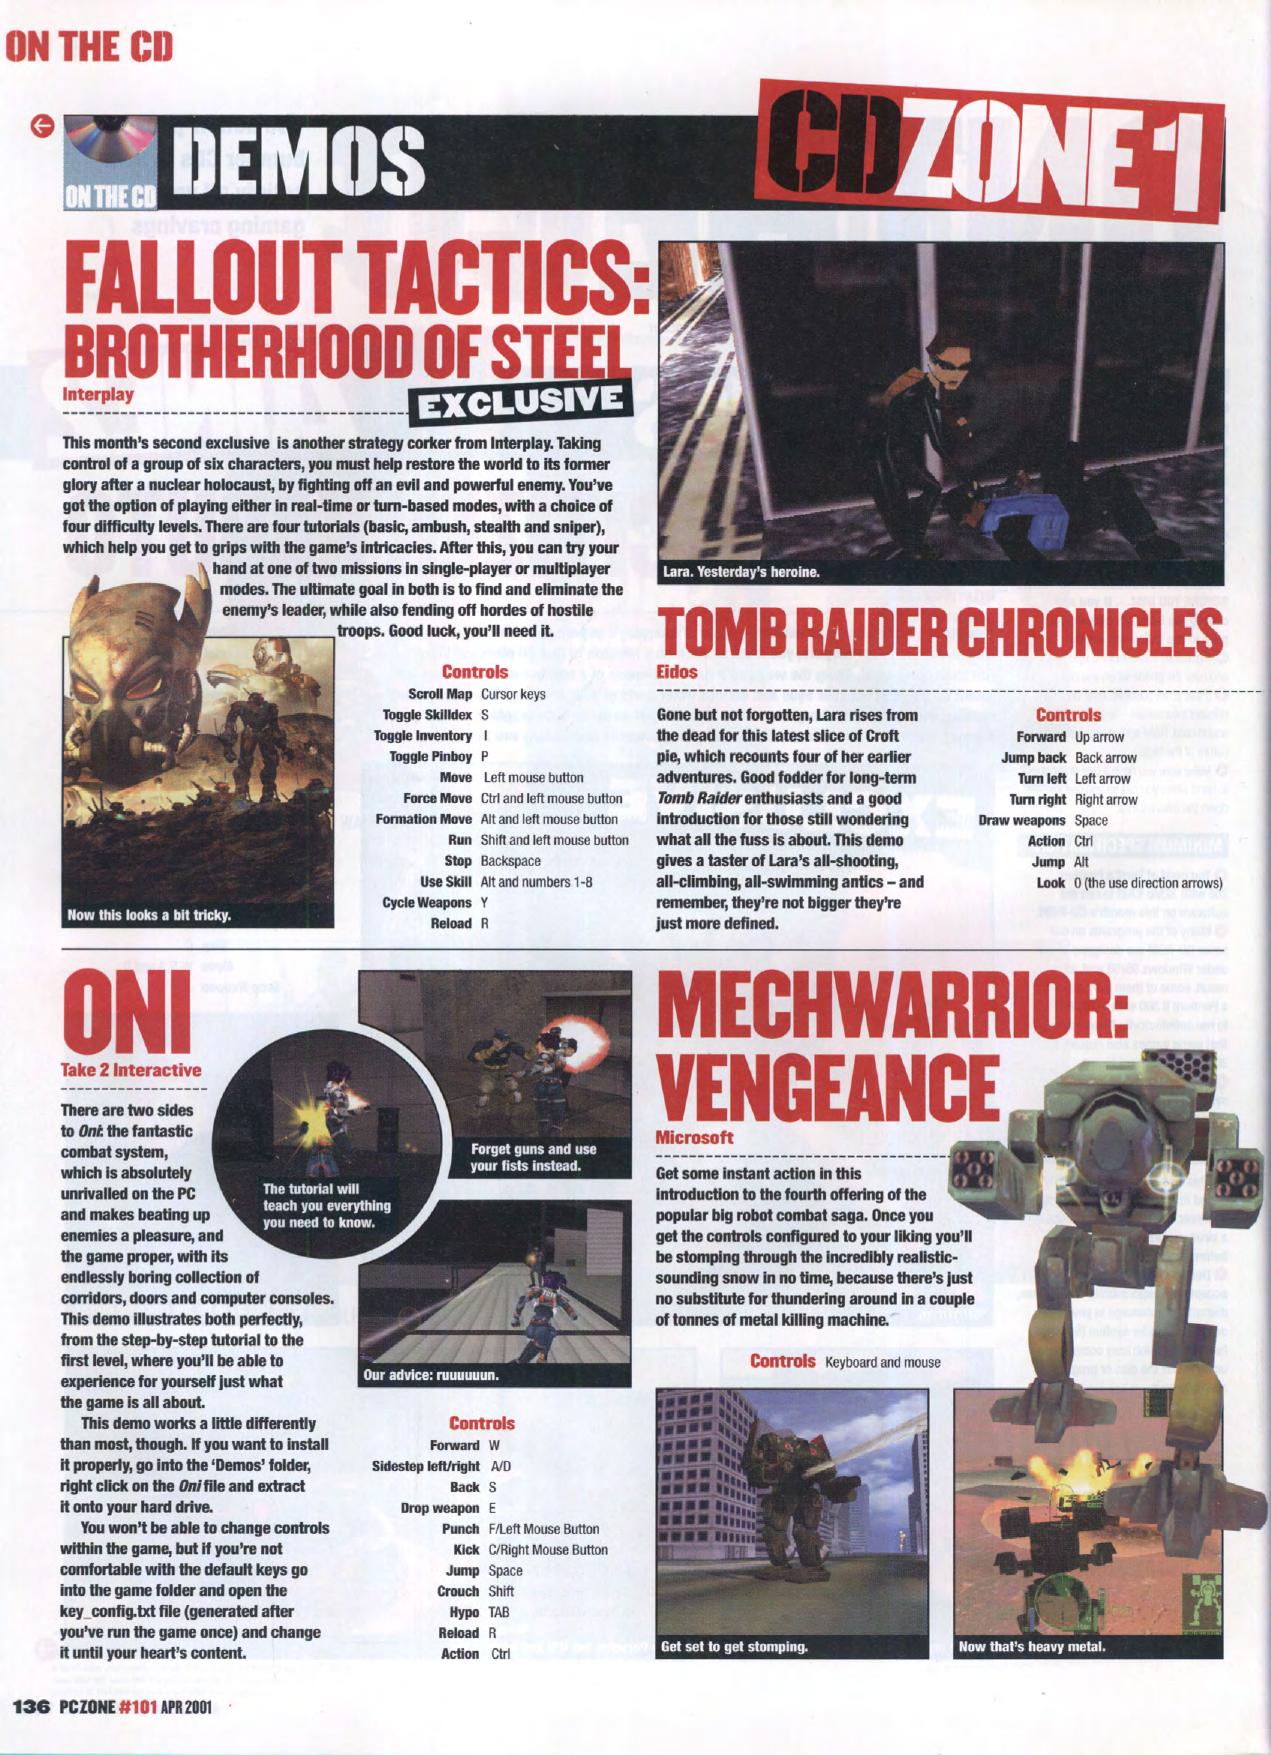 ON THE CD
ON THE CD
DEMOS
CDZONE 1
FALLOUT TACTICS:
BROTHERHOOD OF STEEL
Interplay
EXCLUSIVE
This month's second exclusive is another strategy corker from Interplay. Taking
control of a group of six characters, you must help restore the world to its former
glory after a nuclear holocaust, by fighting off an evil and powerful enemy. You've
got the option of playing either in real-time or turn-based modes, with a choice of
four difficulty levels. There are four tutorials (basic, ambush, stealth and sniper),
which help you get to grips with the game's intricacies. After this, you can try your
hand at one of two missions in single-player or multiplayer
modes. The ultimate goal in both is to find and eliminate the
enemy's leader, while also fending off hordes of hostile
troops. Good luck, you'll need it.
Now this looks a bit tricky.
Controls
Scroll Map Cursor keys
Toggle Skilldex S
Toggle Inventory I
Toggle Pinboy P
Move Left mouse button
Force Move Ctrl and left mouse button
Formation Move Alt and left mouse button
Run Shift and left mouse button
Stop Backspace
Use Skill Alt and numbers 1-8
Cycle Weapons Y
Reload R
Lara. Yesterday's heroine.
TOMB RAIDER CHRONICLES
Eidos
Gone but not forgotten, Lara rises from
the dead for this latest slice of Croft
pie, which recounts four of her earlier
adventures. Good fodder for long-term
Tomb Raider enthusiasts and a good
introduction for those still wondering
what all the fuss is about. This demo
gives a taster of Lara's all-shooting,
all-climbing, all-swimming antics – and
remember, they're not bigger they're
just more defined.
Controls
Forward Up arrow
Jump back Back arrow
Turn left Left arrow
Turn right Right arrow
Draw weapons Space
Action Ctrl
Jump Alt
Look 0 (the use direction arrows)
ONI
Take 2 Interactive
There are two sides
to Oni: the fantastic
combat system,
which is absolutely
unrivalled on the PC
and makes beating up
enemies a pleasure, and
the game proper, with its
endlessly boring collection of
corridors, doors and computer consoles.
This demo illustrates both perfectly,
from the step-by-step tutorial to the
first level, where you'll be able to
experience for yourself just what
the game is all about.
This demo works a little differently
than most, though. If you want to install
it properly, go into the 'Demos' folder,
right click on the Oni file and extract
it onto your hard drive.
You won't be able to change controls
within the game, but if you're not
comfortable with the default keys go
into the game folder and open the
key_config.txt file (generated after
you've run the game once) and change
it until your heart's content.
The tutorial will
teach you everything
you need to know.
Forget guns and use
your fists instead.
Our advice: ruuuuuun.
Controls
Forward W
Sidestep left/right A/D
Back S
Drop weapon E
Punch F/Left Mouse Button
Kick C/Right Mouse Button
Jump Space
Crouch Shift
Hypo TAB
Reload R
Action Ctrl
MECHWARRIOR:
VENGEANCE
Microsoft
Get some instant action in this
introduction to the fourth offering of the
popular big robot combat saga. Once you
get the controls configured to your liking you'll
be stomping through the incredibly realistic-
sounding snow in no time, because there's just
no substitute for thundering around in a couple
of tonnes of metal killing machine.
Controls Keyboard and mouse
Get set to get stomping.
Now that's heavy metal.
136 PCZONE #101 APR 2001